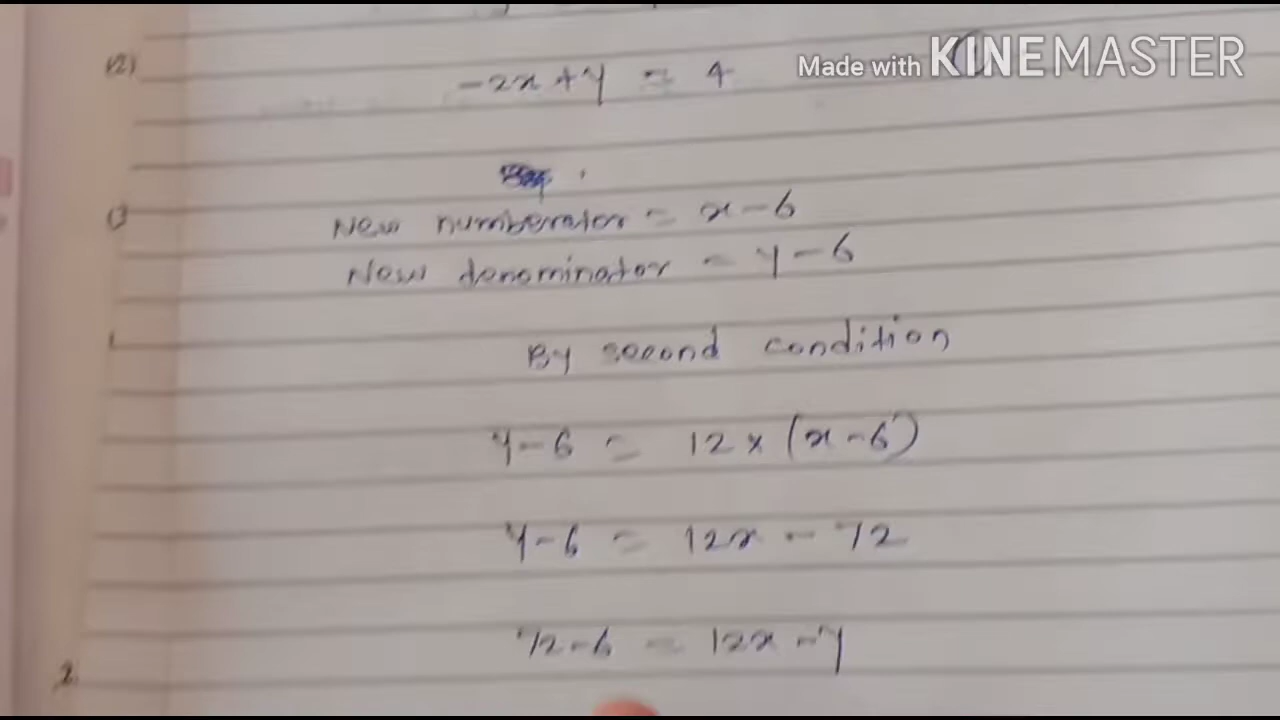 Made with KINEMASTER
(2)
-2x + y = 4
New numberator = x - 6
New denominator = y - 6
By second condition
y - 6 = 12 x (x - 6)
y - 6 = 12x - 72
72 - 6 = 12x - y